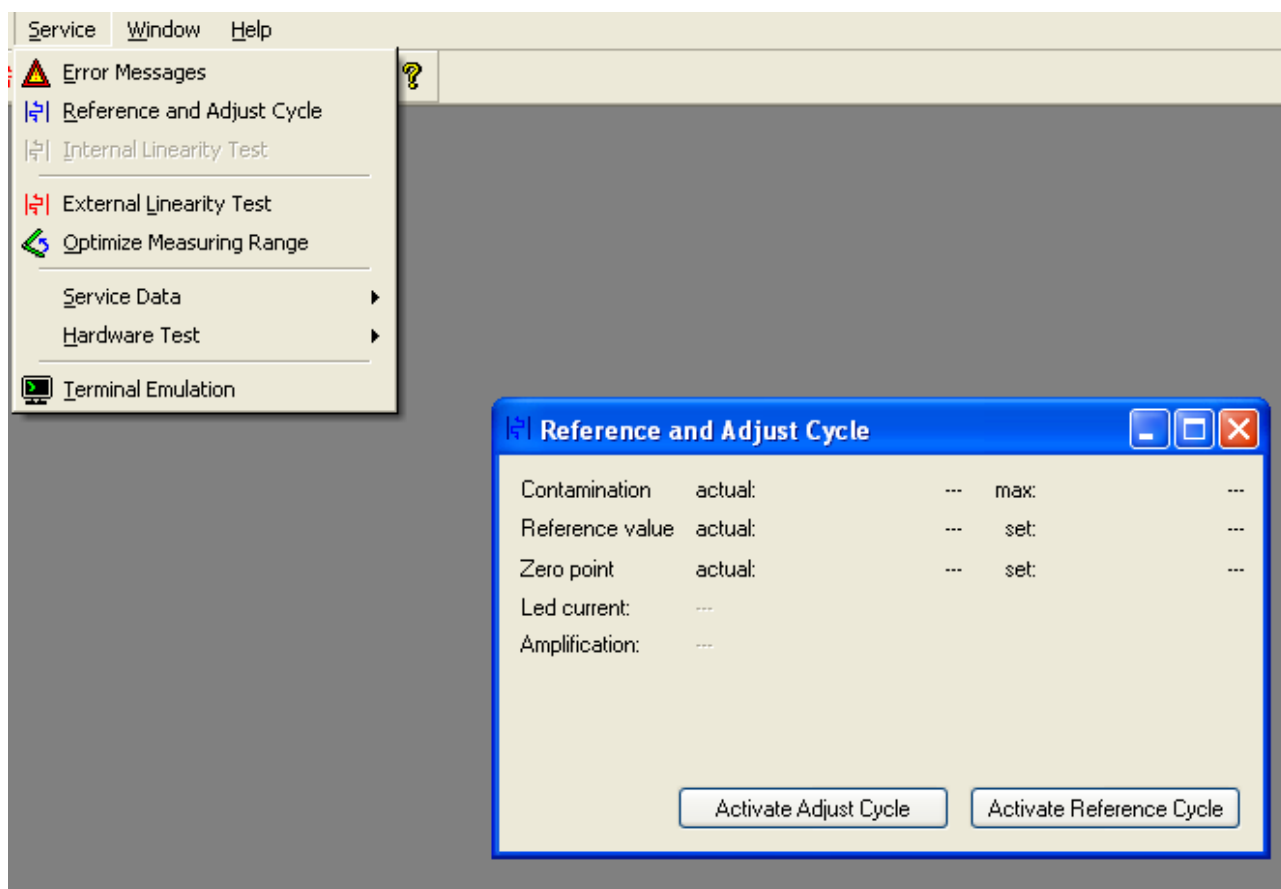 Service Window Help
Error Messages
Reference and Adjust Cycle
Internal Linearity Test
External Linearity Test
Optimize Measuring Range
Service Data
Hardware Test
Terminal Emulation
Reference and Adjust Cycle
Contamination actual: --- max: ---
Reference value actual: --- set: ---
Zero point actual: --- set: ---
Led current: ---
Amplification: ---
Activate Adjust Cycle Activate Reference Cycle